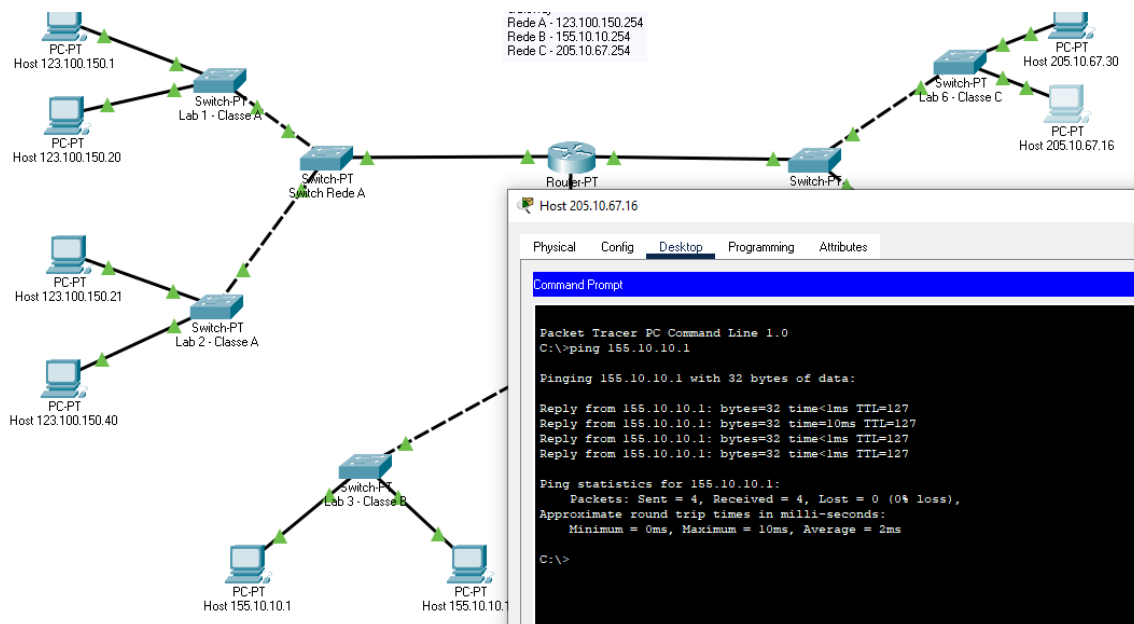 Rede A - 123.100.150.254
Rede B - 155.10.10.254
Rede C - 205.10.67.254
PC-PT
Host 123.100.150.1
Switch-PT
Lab 1 - Classe A
PC-PT
Host 123.100.150.20
Switch-PT
Switch Rede A
Router-PT
Switch-PT
PC-PT
Host 205.10.67.30
Switch-PT
Lab 6 - Classe C
PC-PT
Host 205.10.67.16
PC-PT
Host 123.100.150.21
Switch-PT
Lab 2 - Classe A
PC-PT
Host 123.100.150.40
Switch-PT
Lab 3 - Classe B
PC-PT
Host 155.10.10.1
PC-PT
Host 155.10.10.1
Host 205.10.67.16
Physical Config Desktop Programming Attributes
Command Prompt
Packet Tracer PC Command Line 1.0
C:\>ping 155.10.10.1
Pinging 155.10.10.1 with 32 bytes of data:
Reply from 155.10.10.1: bytes=32 time<1ms TTL=127
Reply from 155.10.10.1: bytes=32 time=10ms TTL=127
Reply from 155.10.10.1: bytes=32 time<1ms TTL=127
Reply from 155.10.10.1: bytes=32 time<1ms TTL=127
Ping statistics for 155.10.10.1:
Packets: Sent = 4, Received = 4, Lost = 0 (0% loss),
Approximate round trip times in milli-seconds:
Minimum = 0ms, Maximum = 10ms, Average = 2ms
C:\>